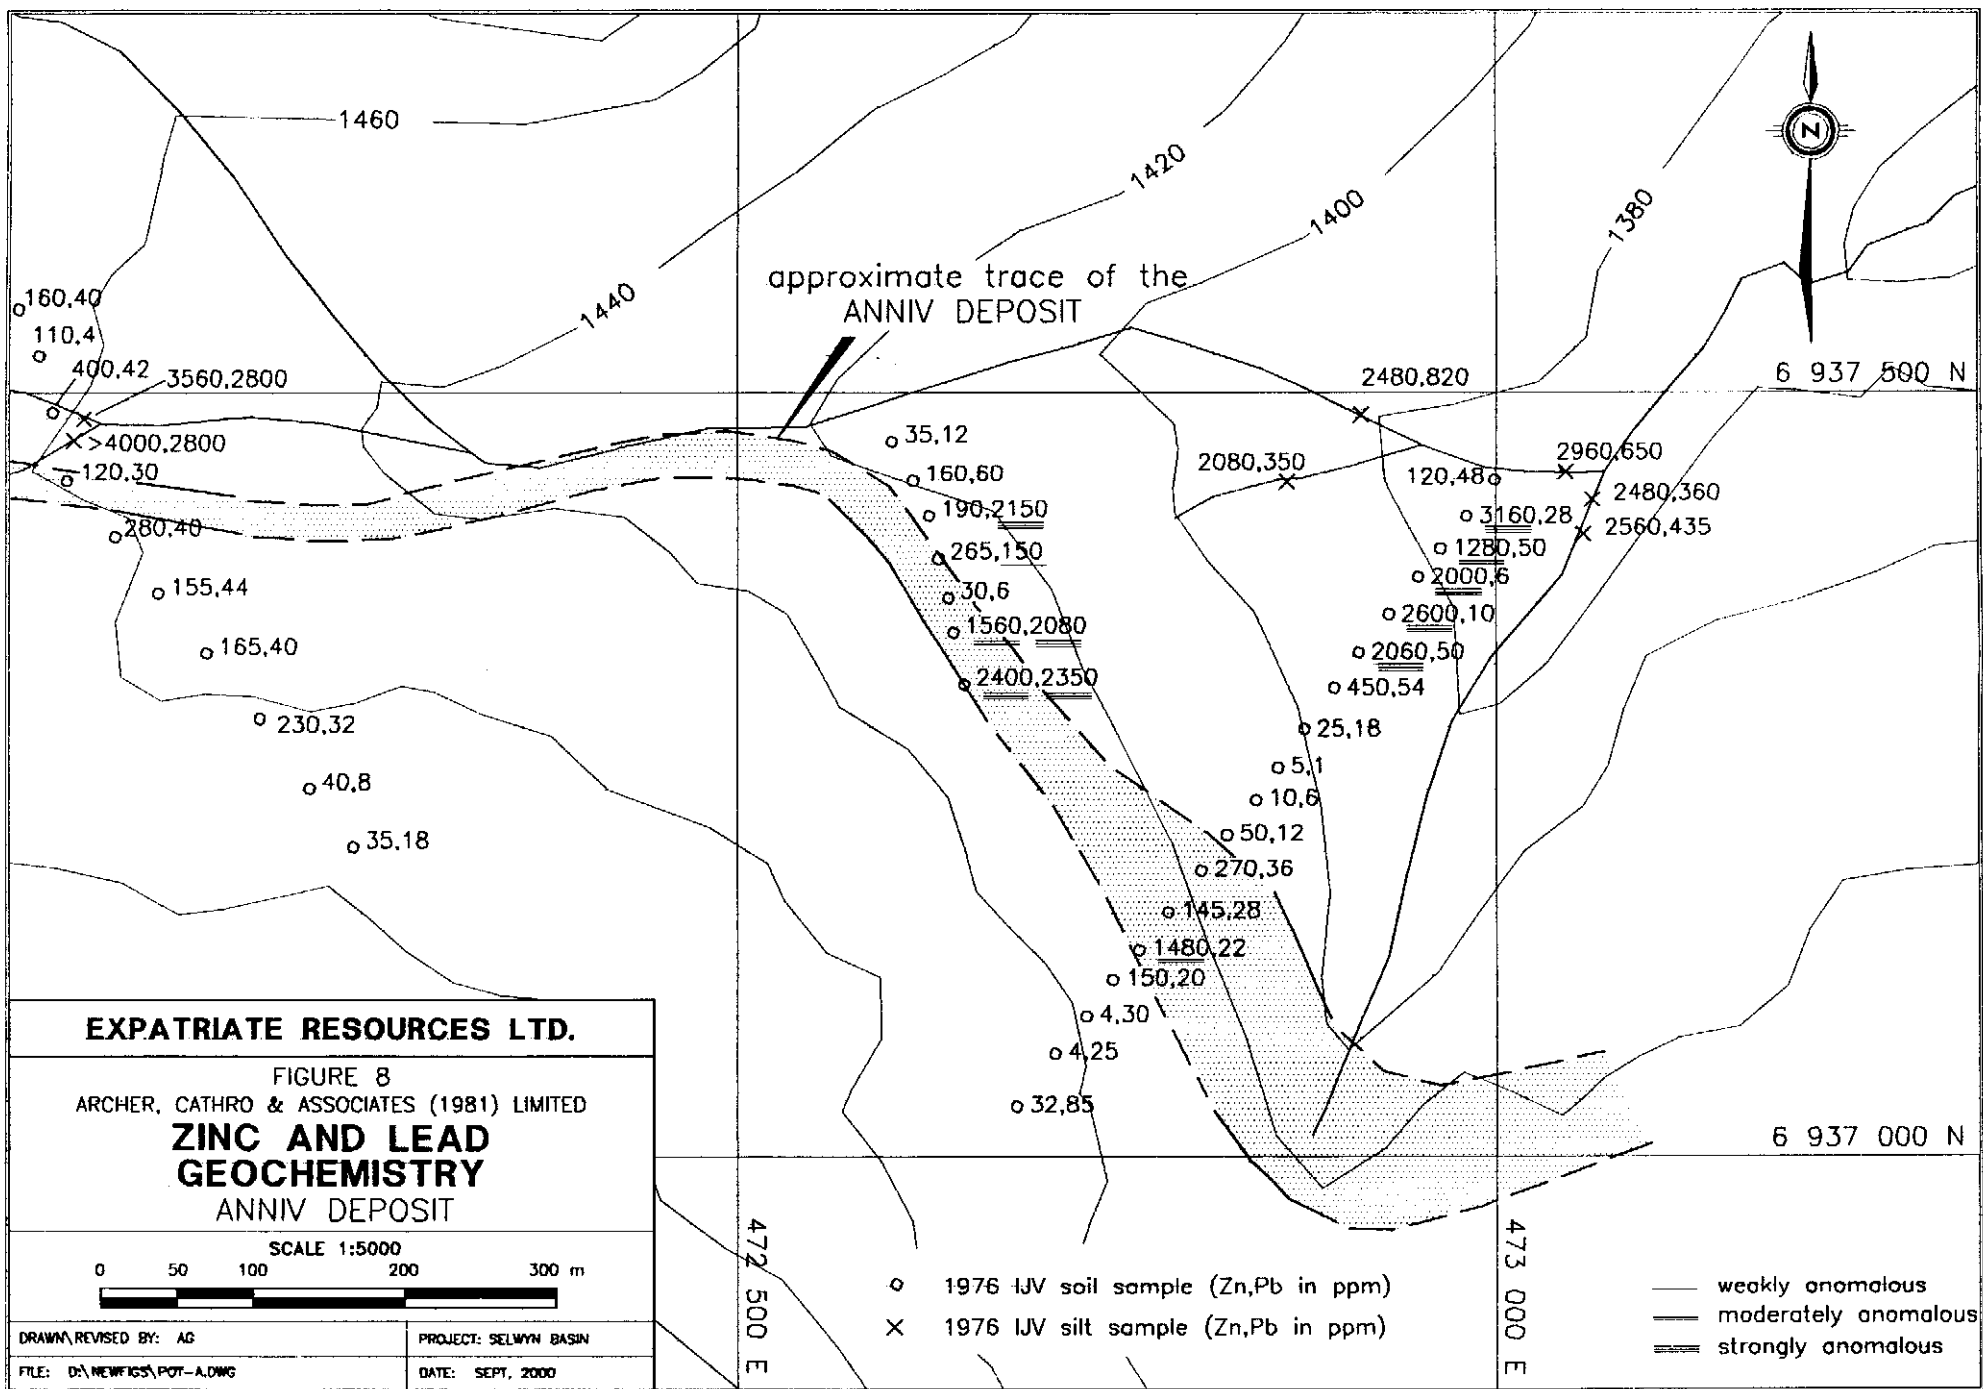 1460
1420
1400
1380
1440
N
approximate trace of the
ANNIV DEPOSIT
160,40
110,4
400,42
3560,2800
>4000,2800
120,30
280,40
155,44
165,40
230,32
40,8
35,18
35,12
160,60
190,2150
265,150
30,6
1560,2080
2400,2350
2480,820
6 937 500 N
2080,350
120,48
2960,650
2480,360
2560,435
3160,28
1280,50
2000,6
2600,10
2060,50
450,54
25,18
5,1
10,6
50,12
270,36
145,28
1480,22
150,20
4,30
4,25
32,85
6 937 000 N
472 500 E
473 000 E
EXPATRIATE RESOURCES LTD.
FIGURE 8
ARCHER, CATHRO & ASSOCIATES (1981) LIMITED
ZINC AND LEAD
GEOCHEMISTRY
ANNIV DEPOSIT
SCALE 1:5000
0 50 100 200 300 m
DRAWN\REVISED BY: AG
PROJECT: SELWYN BASIN
FILE: D:\NEWFIGS\POT-A.DWG
DATE: SEPT, 2000
1976 IJV soil sample (Zn,Pb in ppm)
1976 IJV silt sample (Zn,Pb in ppm)
weakly anomalous
moderately anomalous
strongly anomalous